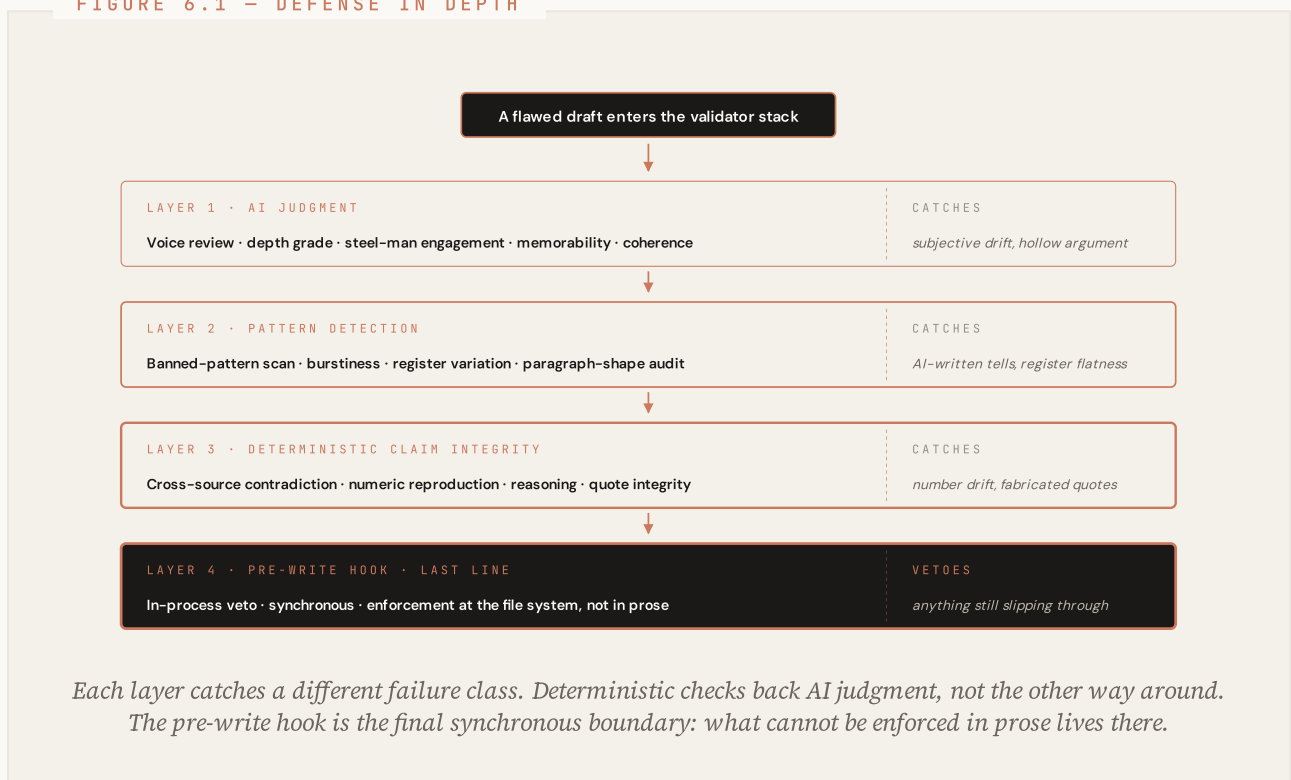 FIGURE 6.1 — DEFENSE IN DEPTH
A flawed draft enters the validator stack
LAYER 1 · AI JUDGMENT
CATCHES
Voice review · depth grade · steel-man engagement · memorability · coherence
subjective drift, hollow argument
LAYER 2 · PATTERN DETECTION
CATCHES
Banned-pattern scan · burstiness · register variation · paragraph-shape audit
AI-written tells, register flatness
LAYER 3 · DETERMINISTIC CLAIM INTEGRITY
CATCHES
Cross-source contradiction · numeric reproduction · reasoning · quote integrity
number drift, fabricated quotes
LAYER 4 · PRE-WRITE HOOK · LAST LINE
VETOES
In-process veto · synchronous · enforcement at the file system, not in prose
anything still slipping through
Each layer catches a different failure class. Deterministic checks back AI judgment, not the other way around.
The pre-write hook is the final synchronous boundary: what cannot be enforced in prose lives there.